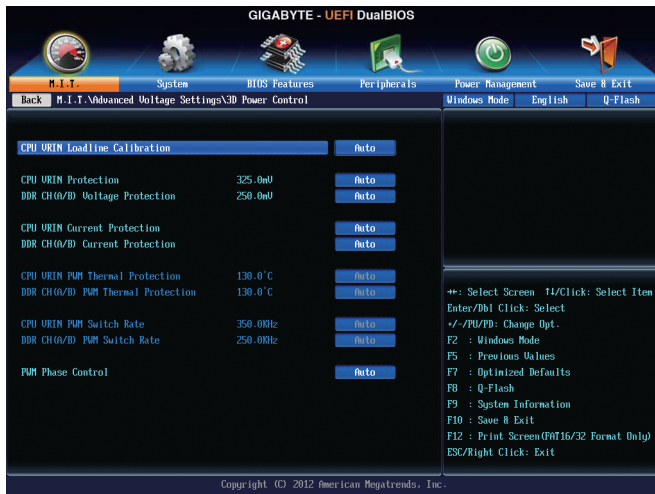 GIGABYTE - UEFI DualBIOS
M.I.T. System BIOS Features Peripherals Power Management Save & Exit
Back M.I.T.\Advanced Voltage Settings\3D Power Control Windows Mode English Q-Flash
CPU VRIN Loadline Calibration Auto
CPU VRIN Protection 325.0mV Auto
DDR CH(A/B) Voltage Protection 250.0mV Auto
CPU VRIN Current Protection Auto
DDR CH(A/B) Current Protection Auto
CPU VRIN PWM Thermal Protection 130.0°C Auto
DDR CH(A/B) PWM Thermal Protection 130.0°C Auto
CPU VRIN PWM Switch Rate 350.0KHz Auto
DDR CH(A/B) PWM Switch Rate 250.0KHz Auto
PWM Phase Control Auto
→←: Select Screen ↑↓/Click: Select Item
Enter/Dbl Click: Select
+/-/PU/PD: Change Opt.
F2 : Windows Mode
F5 : Previous Values
F7 : Optimized Defaults
F8 : Q-Flash
F9 : System Information
F10 : Save & Exit
F12 : Print Screen(FAT16/32 Format Only)
ESC/Right Click: Exit
Copyright (C) 2012 American Megatrends, Inc.